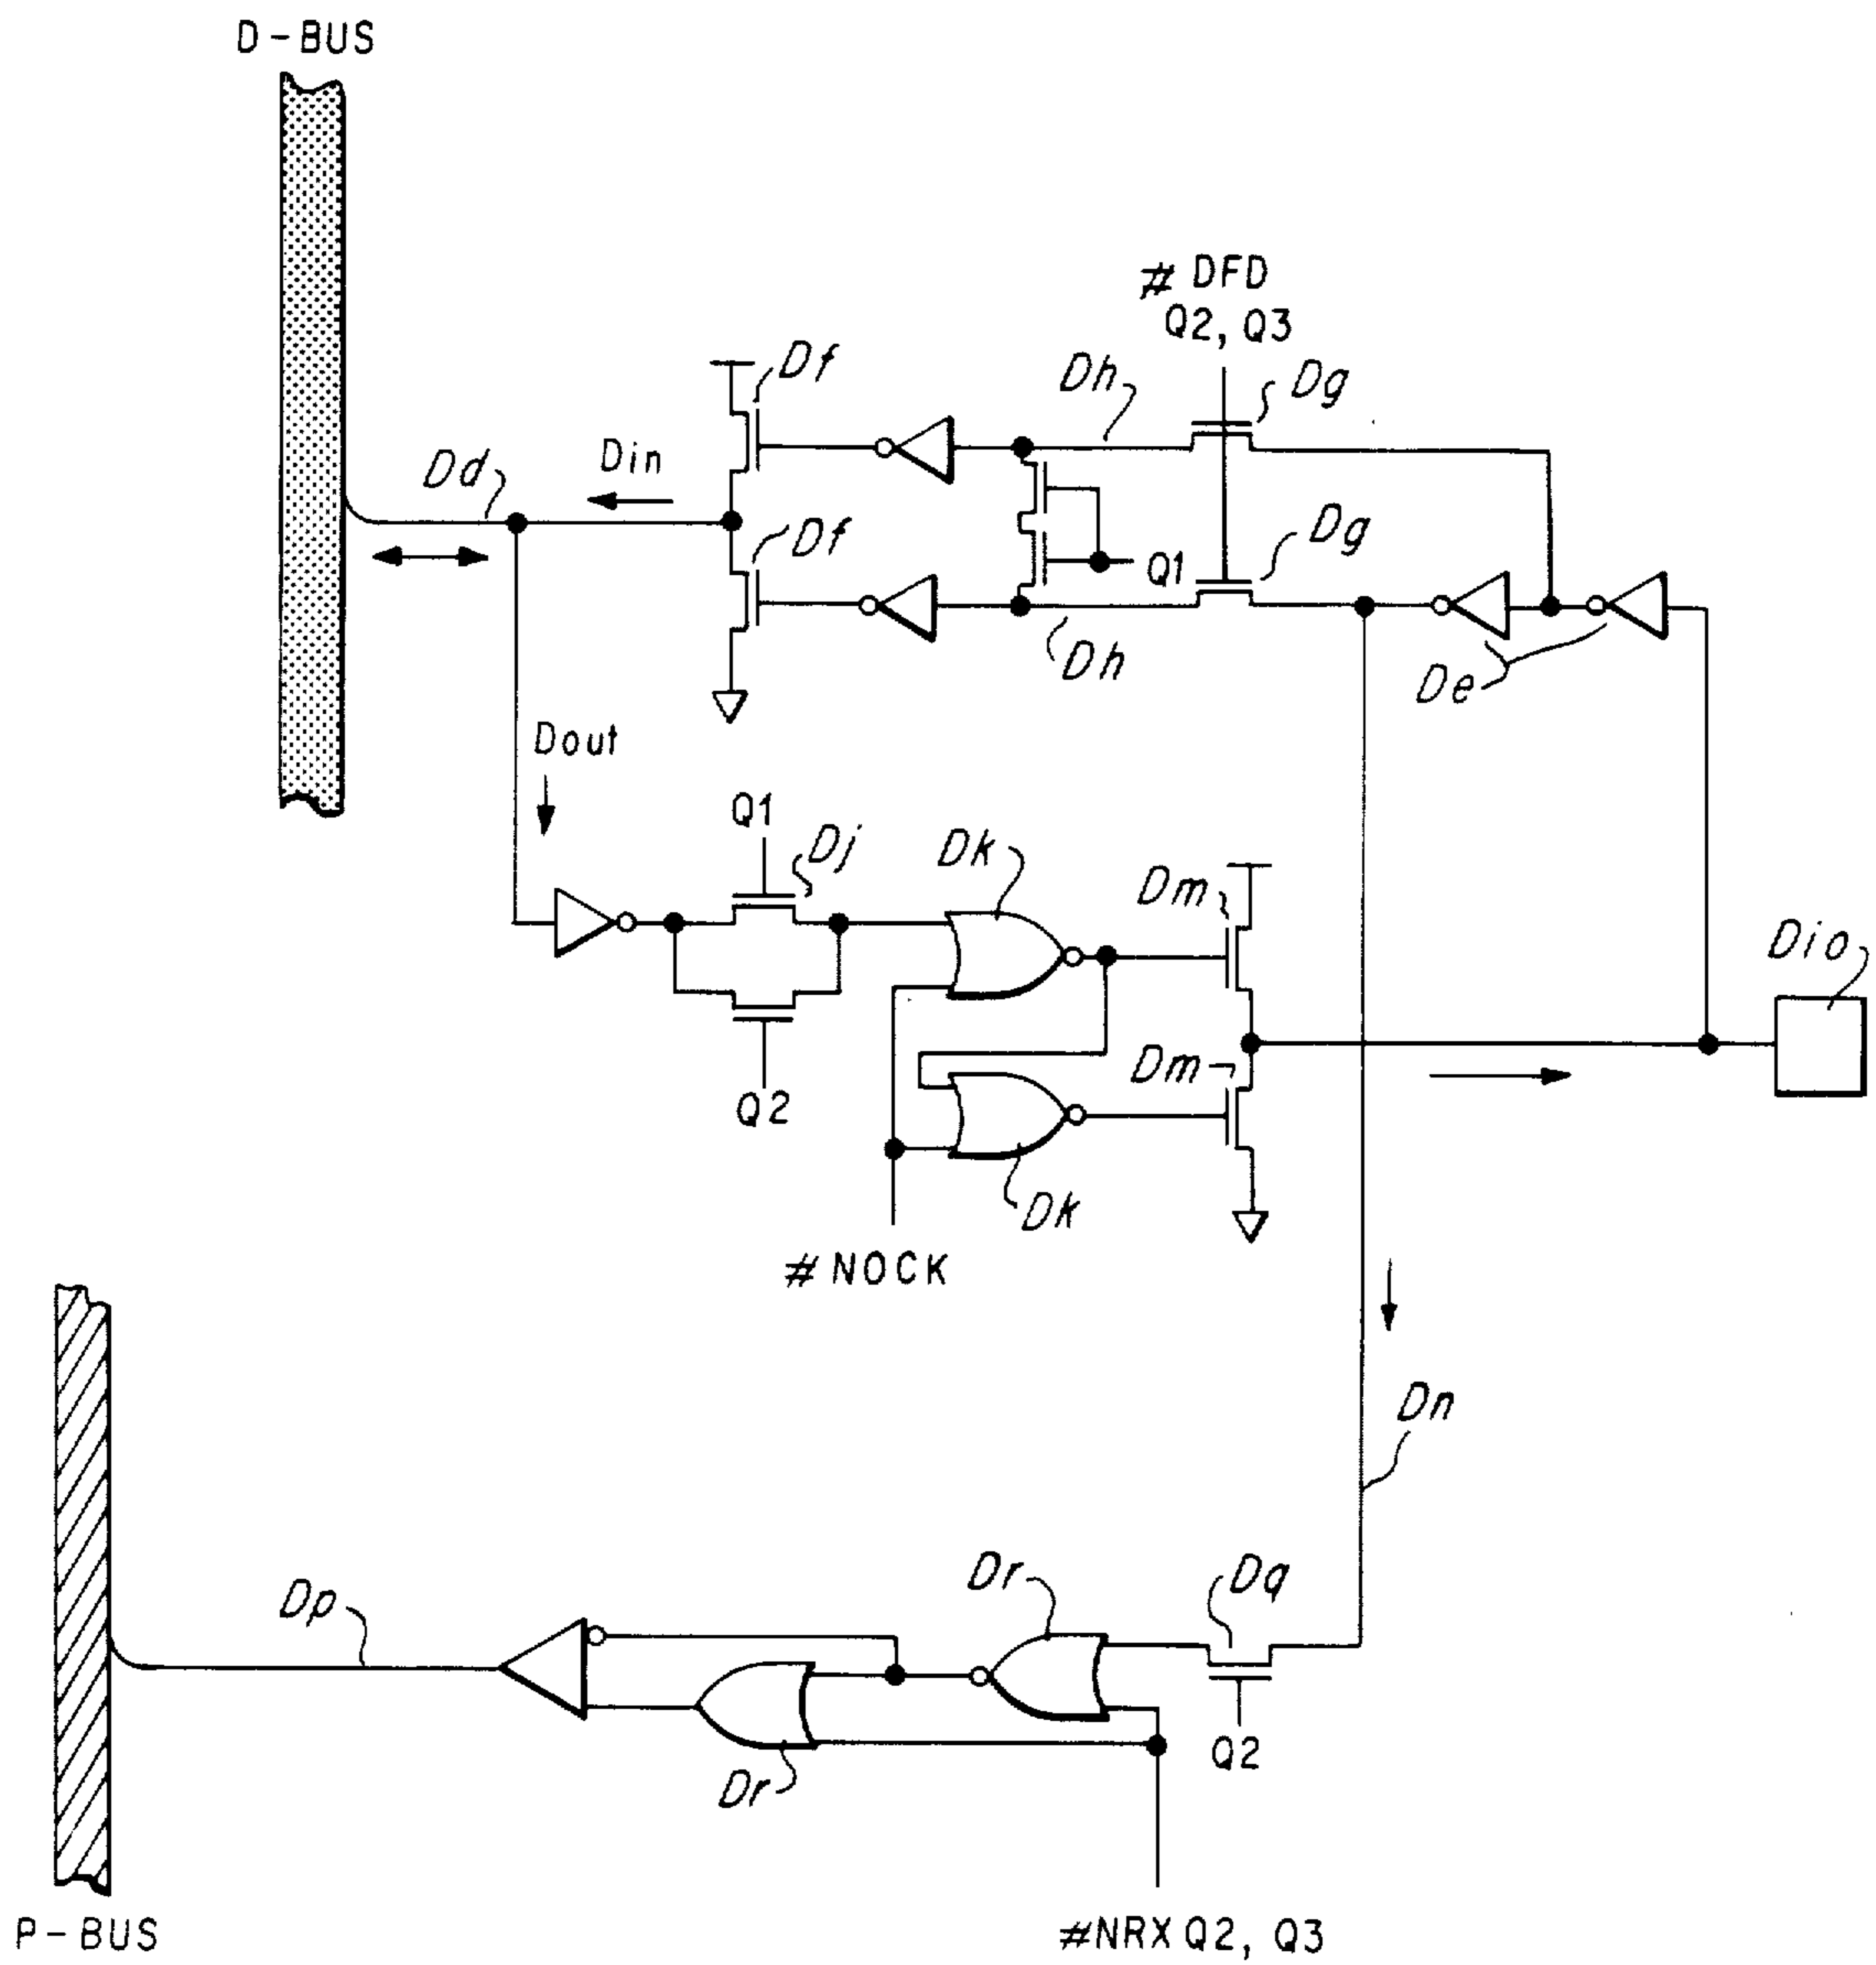 D-BUS
# DFD
Q2, Q3
Df
Dh
Dg
Din
Dd
Df
Dg
Q1
Dh
De
Dout
Q1
Dj
Dk
Dm
Dio
Dm
Q2
Dk
#NOCK
Dn
Dr
Dq
Dp
Q2
Dr
P-BUS
#NRX Q2, Q3